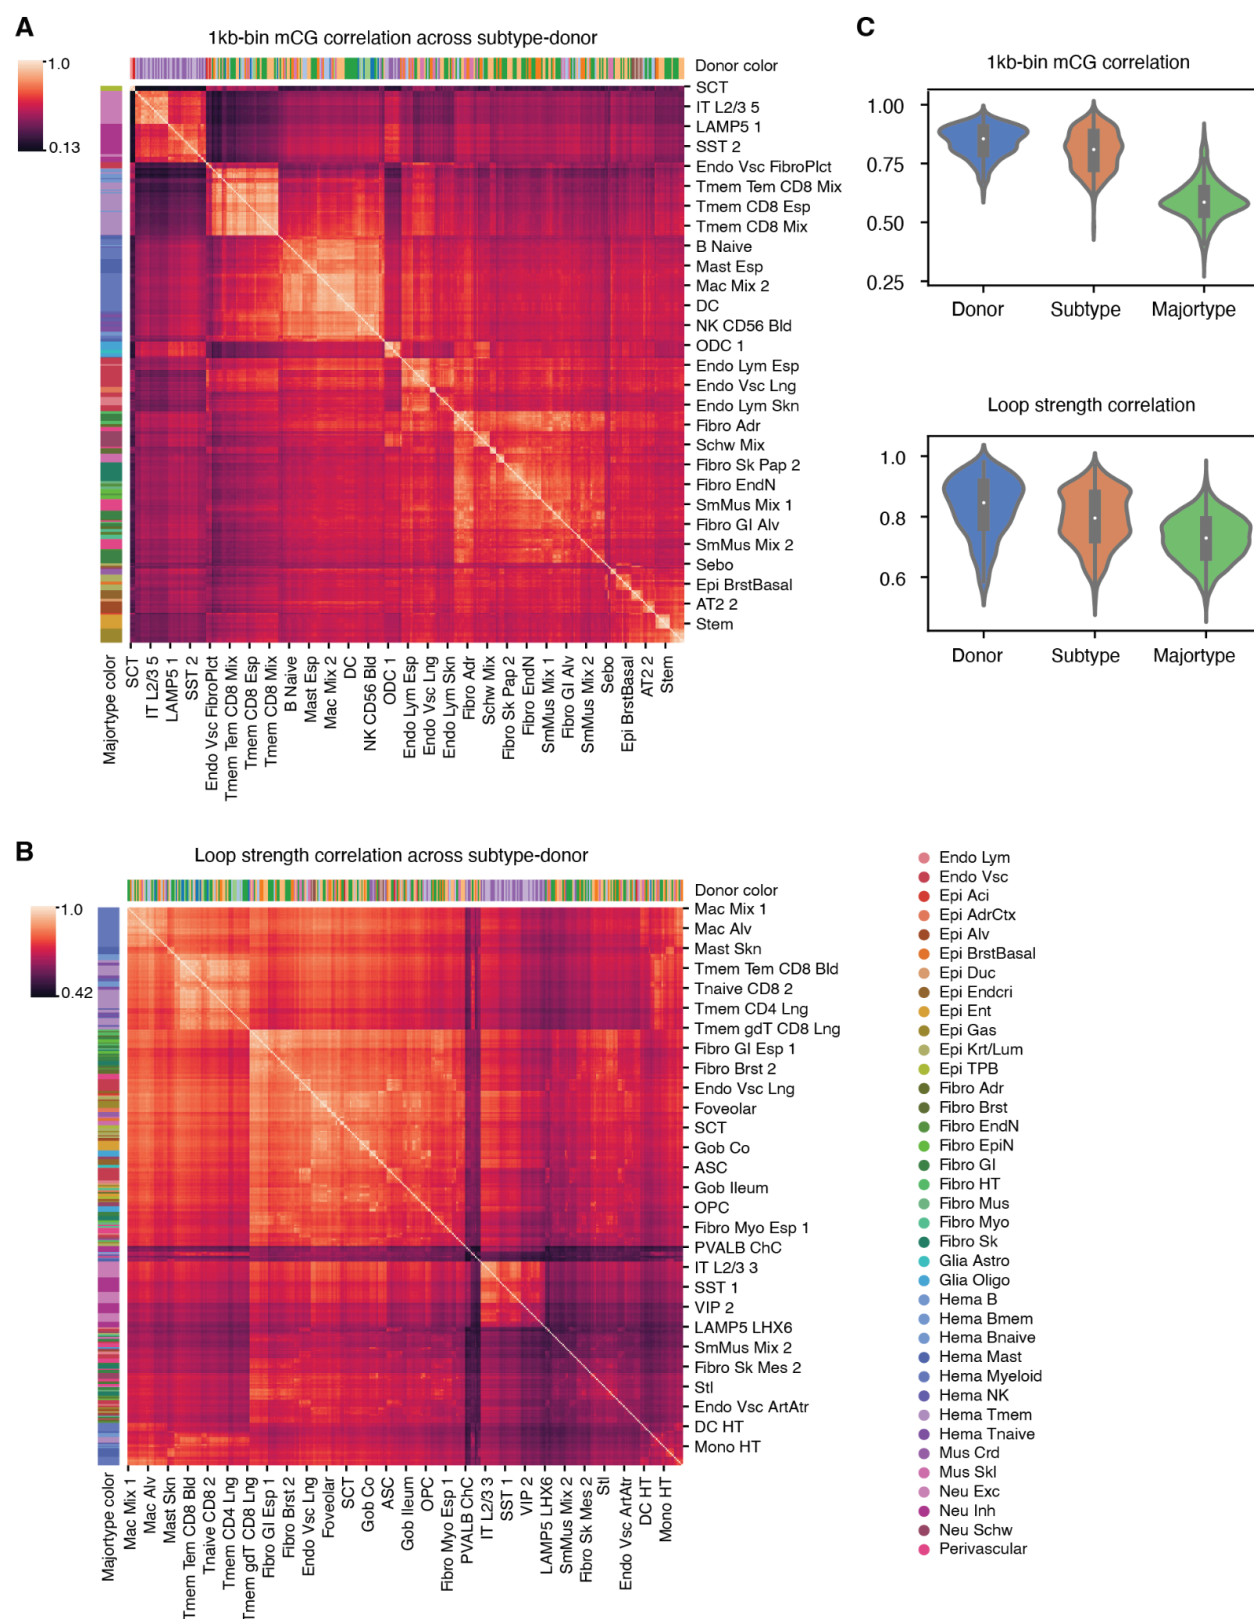 A
1kb-bin mCG correlation across subtype-donor
1.0
0.13
Donor color
SCT
IT L2/3 5
LAMP5 1
SST 2
Endo Vsc FibroPlct
Tmem Tem CD8 Mix
Tmem CD8 Esp
Tmem CD8 Mix
B Naive
Mast Esp
Mac Mix 2
DC
NK CD56 Bld
ODC 1
Endo Lym Esp
Endo Vsc Lng
Endo Lym Skn
Fibro Adr
Schw Mix
Fibro Sk Pap 2
Fibro EndN
SmMus Mix 1
Fibro GI Alv
SmMus Mix 2
Sebo
Epi BrstBasal
AT2 2
Stem
Majortype color
SCT
IT L2/3 5
LAMP5 1
SST 2
Endo Vsc FibroPlct
Tmem Tem CD8 Mix
Tmem CD8 Esp
Tmem CD8 Mix
B Naive
Mast Esp
Mac Mix 2
DC
NK CD56 Bld
ODC 1
Endo Lym Esp
Endo Vsc Lng
Endo Lym Skn
Fibro Adr
Schw Mix
Fibro Sk Pap 2
Fibro EndN
SmMus Mix 1
Fibro GI Alv
SmMus Mix 2
Sebo
Epi BrstBasal
AT2 2
Stem
C
1kb-bin mCG correlation
1.00
0.75
0.50
0.25
Donor
Subtype
Majortype
Loop strength correlation
1.0
0.8
0.6
Donor
Subtype
Majortype
B
Loop strength correlation across subtype-donor
1.0
0.42
Donor color
Mac Mix 1
Mac Alv
Mast Skn
Tmem Tem CD8 Bld
Tnaive CD8 2
Tmem CD4 Lng
Tmem gdT CD8 Lng
Fibro GI Esp 1
Fibro Brst 2
Endo Vsc Lng
Foveolar
SCT
Gob Co
ASC
Gob Ileum
OPC
Fibro Myo Esp 1
PVALB ChC
IT L2/3 3
SST 1
VIP 2
LAMP5 LHX6
SmMus Mix 2
Fibro Sk Mes 2
Stl
Endo Vsc ArtAtr
DC HT
Mono HT
Majortype color
Mac Mix 1
Mac Alv
Mast Skn
Tmem Tem CD8 Bld
Tnaive CD8 2
Tmem CD4 Lng
Tmem gdT CD8 Lng
Fibro GI Esp 1
Fibro Brst 2
Endo Vsc Lng
Foveolar
SCT
Gob Co
ASC
Gob Ileum
OPC
Fibro Myo Esp 1
PVALB ChC
IT L2/3 3
SST 1
VIP 2
LAMP5 LHX6
SmMus Mix 2
Fibro Sk Mes 2
Stl
Endo Vsc ArtAtr
DC HT
Mono HT
Endo Lym
Endo Vsc
Epi Aci
Epi AdrCtx
Epi Alv
Epi BrstBasal
Epi Duc
Epi Endcri
Epi Ent
Epi Gas
Epi Krt/Lum
Epi TPB
Fibro Adr
Fibro Brst
Fibro EndN
Fibro EpiN
Fibro GI
Fibro HT
Fibro Mus
Fibro Myo
Fibro Sk
Glia Astro
Glia Oligo
Hema B
Hema Bmem
Hema Bnaive
Hema Mast
Hema Myeloid
Hema NK
Hema Tmem
Hema Tnaive
Mus Crd
Mus Skl
Neu Exc
Neu Inh
Neu Schw
Perivascular